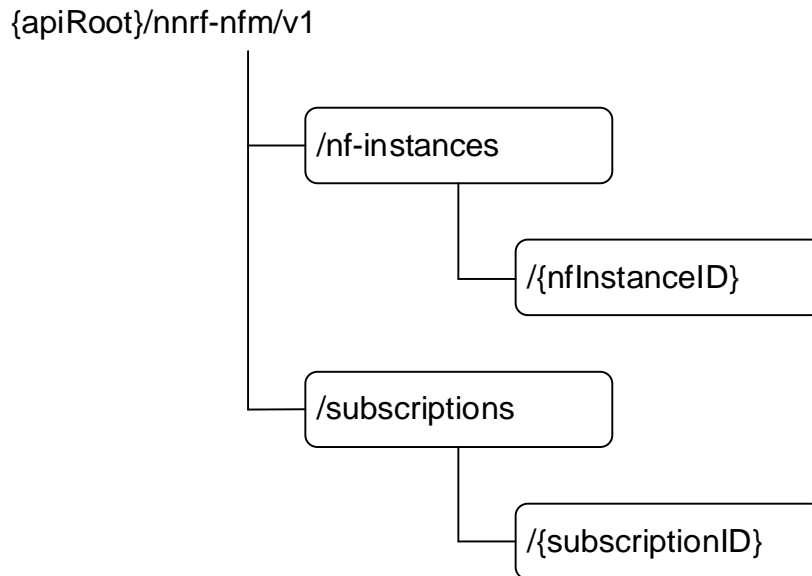 {apiRoot}/nnrf-nfm/v1
/nf-instances
/{nfInstanceID}
/subscriptions
/{subscriptionID}